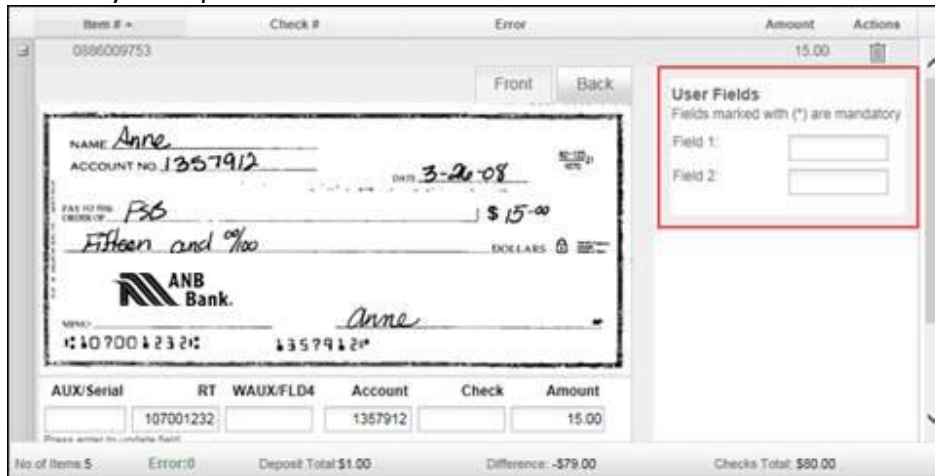 Item # Check # Error Amount Actions
0886009753 15.00
Front Back
User Fields
Fields marked with (*) are mandatory
Field 1:
Field 2:
NAME Anne
ACCOUNT NO. 1357912
DATE 3-26-08
PAY TO THE
ORDER OF PSB $ 15.00
Fifteen and 00/100 DOLLARS
ANB
Bank.
MEMO Anne
⑆107001232⑆ 1357912⑈
AUX/Serial RT WAUX/FLD4 Account Check Amount
107001232 1357912 15.00
Press enter to update field
No of Items:5 Error:0 Deposit Total:$1.00 Difference: -$79.00 Checks Total: $80.00